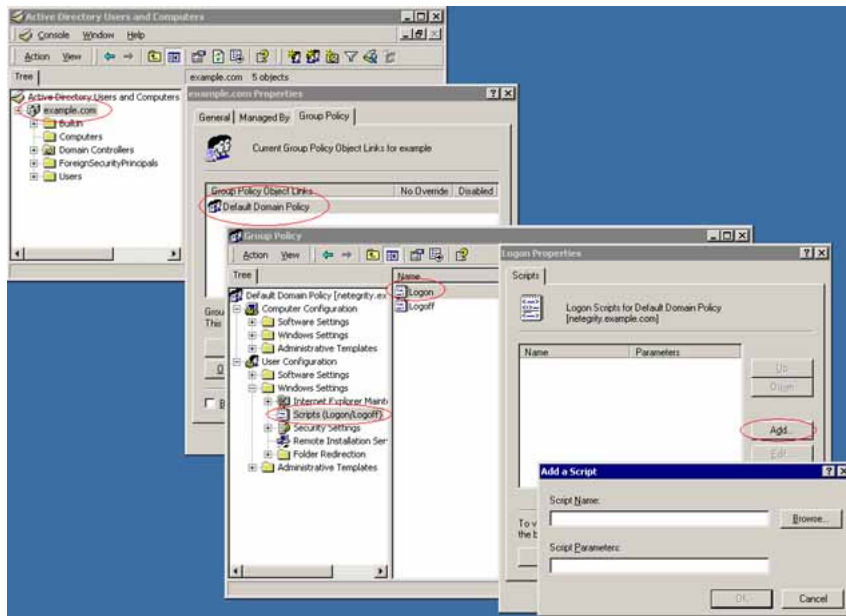 Active Directory Users and Computers
Console Window Help
Action View
Tree
example.com 5 objects
Active Directory Users and Computers
example.com
Builtin
Computers
Domain Controllers
ForeignSecurityPrincipals
Users
example.com Properties
General Managed By Group Policy
Current Group Policy Object Links for example
Group Policy Object Links No Override Disabled
Default Domain Policy
Grou
This
Group Policy
Action View
Tree
Name
Default Domain Policy [netegrity.ex
Computer Configuration
Software Settings
Windows Settings
Administrative Templates
User Configuration
Software Settings
Windows Settings
Internet Explorer Maint
Scripts (Logon/Logoff)
Security Settings
Remote Installation Ser
Folder Redirection
Administrative Templates
Logon
Logoff
Logon Properties
Scripts
Logon Scripts for Default Domain Policy
[netegrity.example.com]
Name Parameters
Up
Down
Add...
Edit...
To v
the b
Add a Script
Script Name:
Browse...
Script Parameters:
OK
Cancel